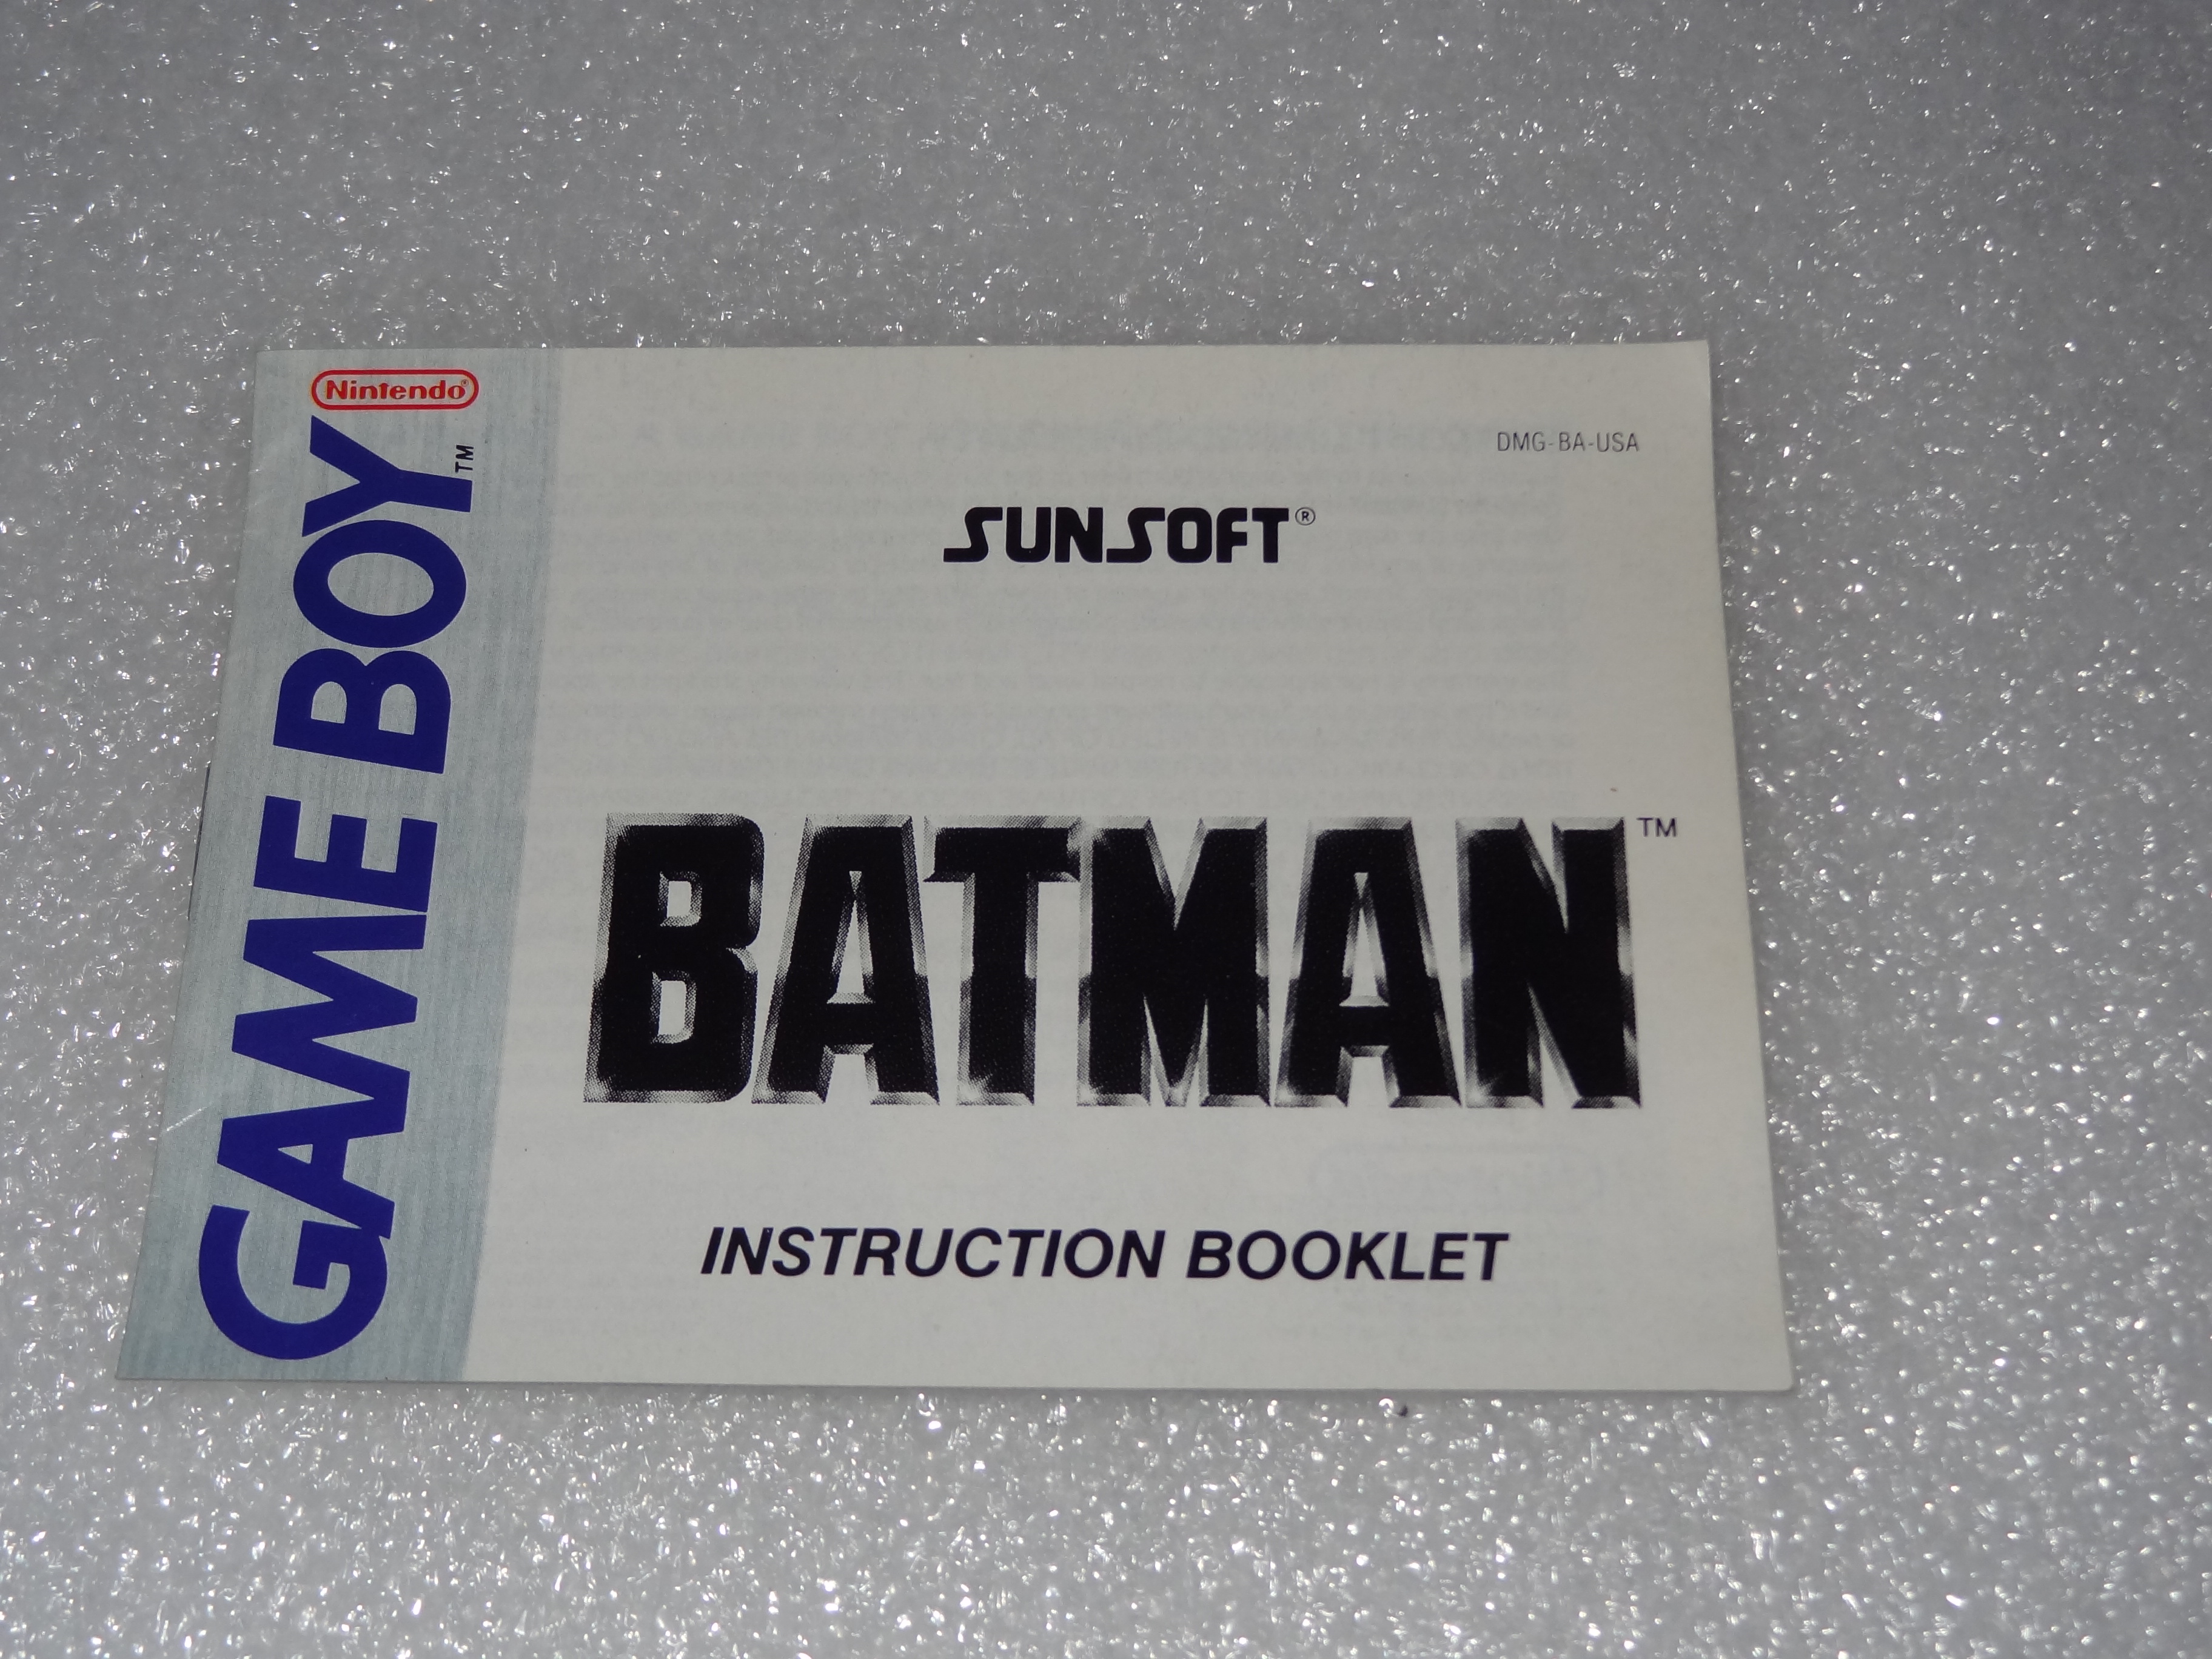 Nintendo®
GAME BOY™
DMG-BA-USA
SUNSOFT®
BATMAN™
INSTRUCTION BOOKLET